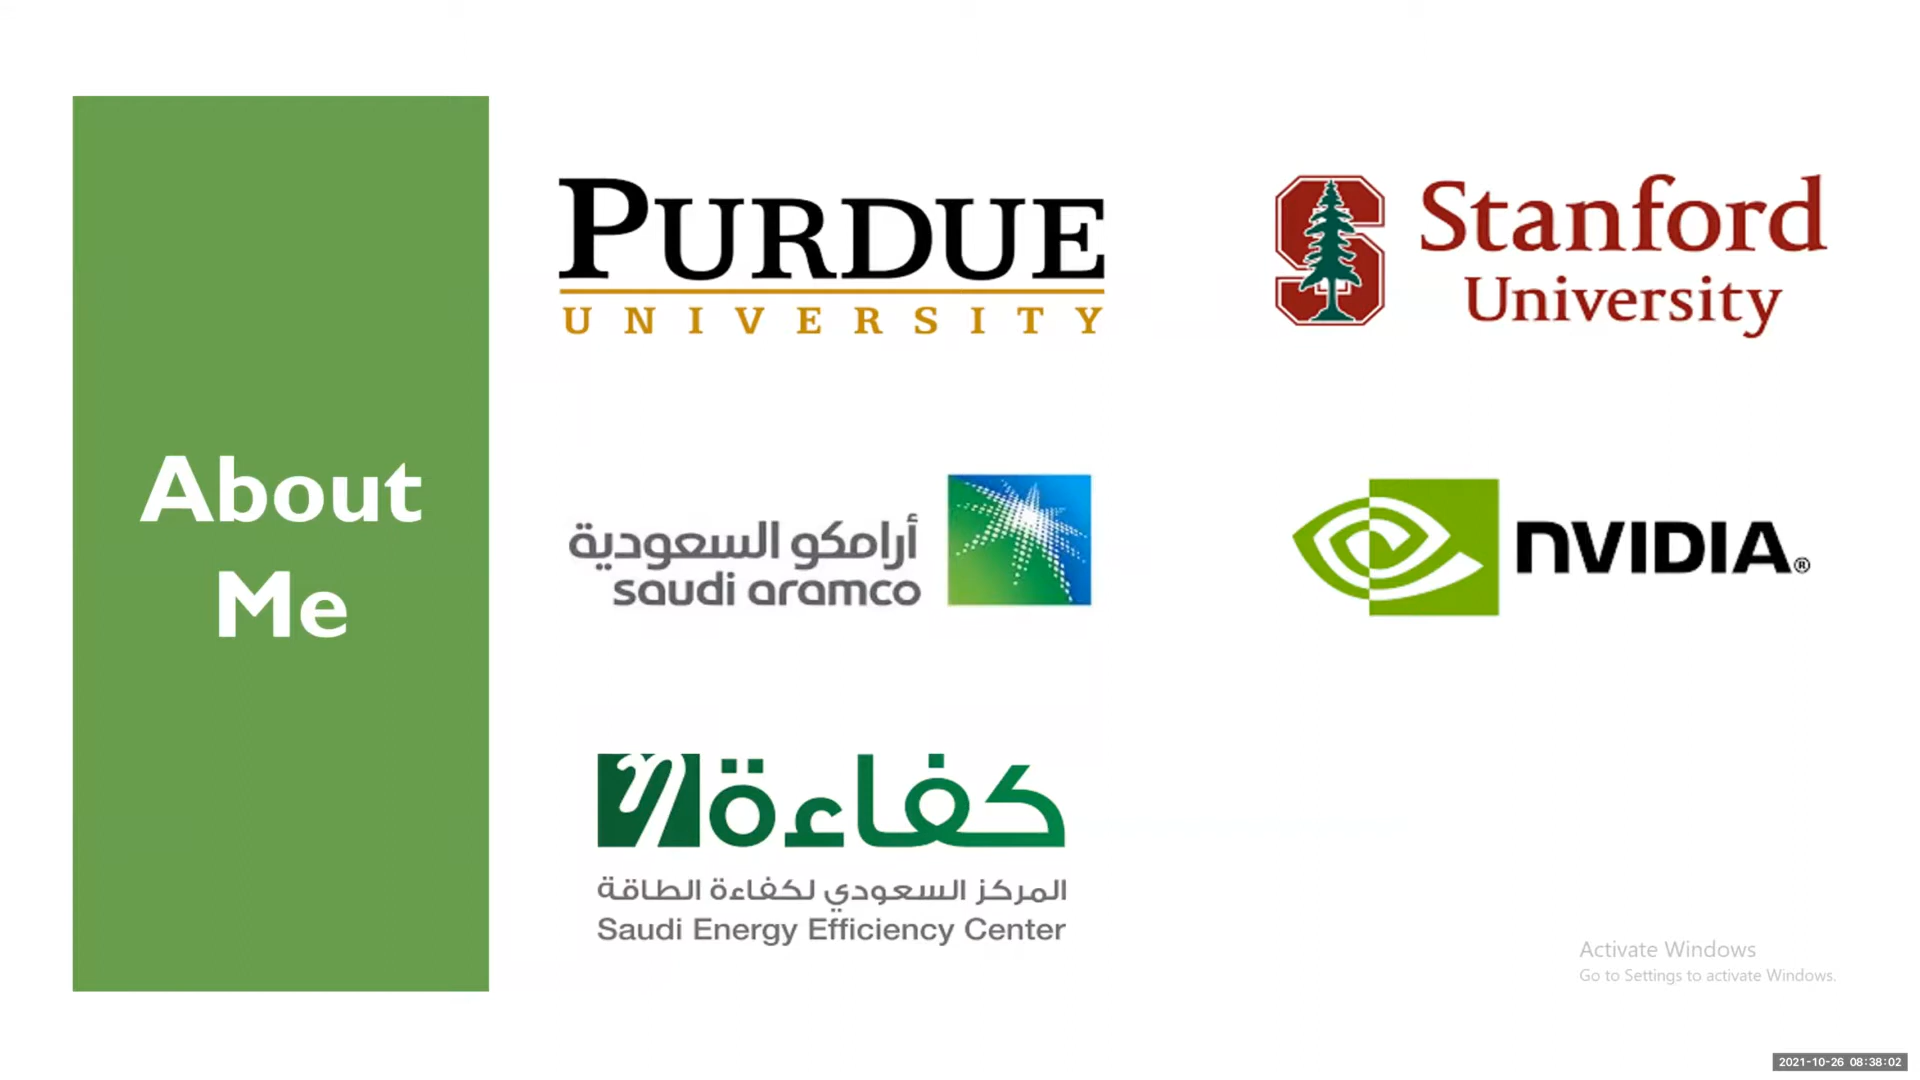 About
Me
PURDUE
UNIVERSITY
Stanford
University
أرامكو السعودية
saudi aramco
nVIDIA®
كفاءة
المركز السعودي لكفاءة الطاقة
Saudi Energy Efficiency Center
Activate Windows
Go to Settings to activate Windows.
2021-10-26 08:38:02